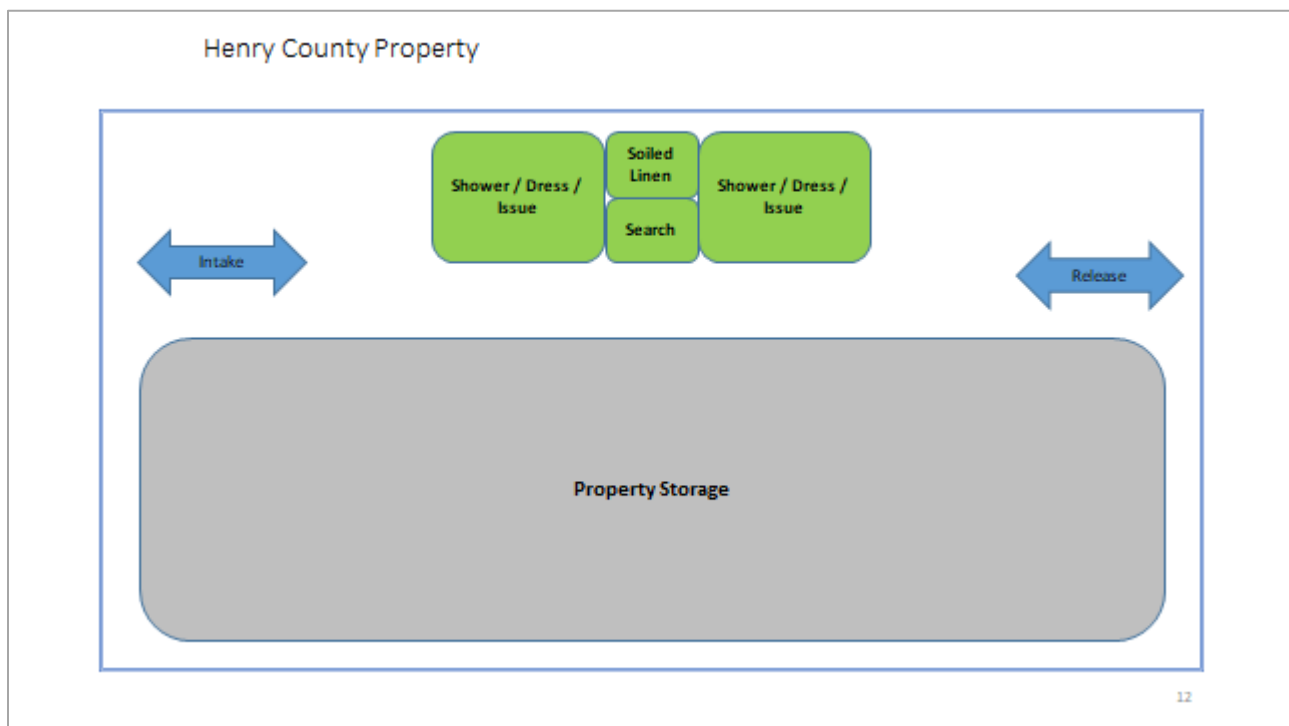 Henry County Property
Shower / Dress /
Issue
Soiled
Linen
Search
Shower / Dress /
Issue
Intake
Release
Property Storage
12